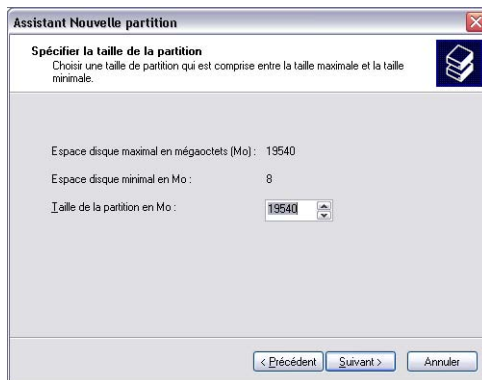 Assistant Nouvelle partition
Spécifier la taille de la partition
Choisir une taille de partition qui est comprise entre la taille maximale et la taille
minimale.
Espace disque maximal en mégaoctets (Mo) : 19540
Espace disque minimal en Mo : 8
Taille de la partition en Mo : 19540
< Précédent Suivant > Annuler